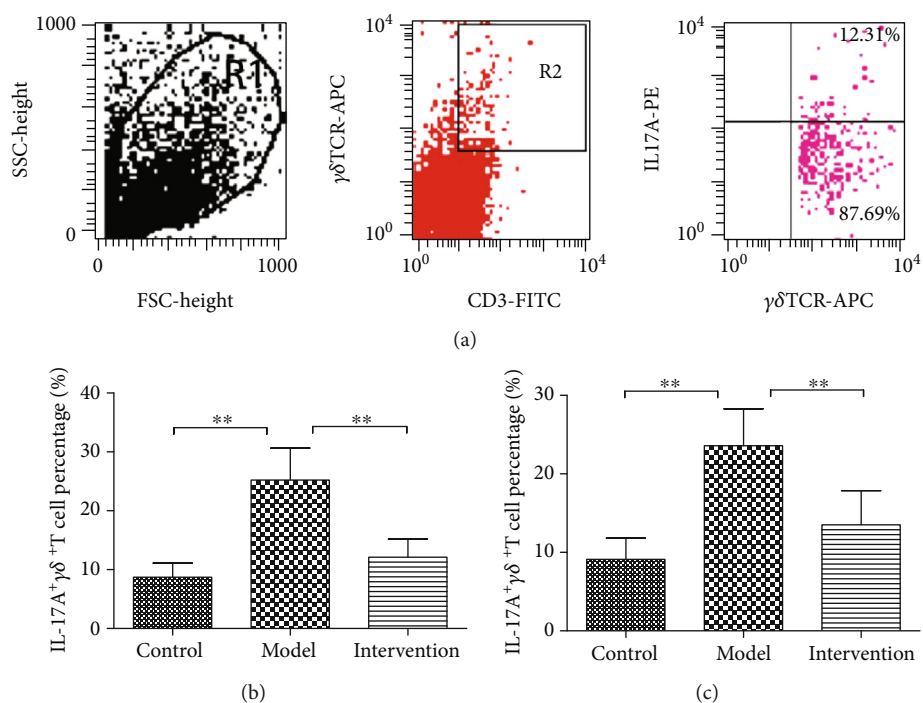 1000
SSC-height
0
R1
0 1000
FSC-height
10⁴
γδTCR-APC
10⁰
R2
10⁰ 10⁴
CD3-FITC
10⁴
IL17A-PE
10⁰
12.31%
87.69%
10⁰ 10⁴
γδTCR-APC
(a)
IL-17A⁺γδ ⁺T cell percentage (%)
40
30
20
10
0
** **
Control Model Intervention
(b)
IL-17A⁺γδ ⁺T cell percentage (%)
30
20
10
0
** **
Control Model Intervention
(c)